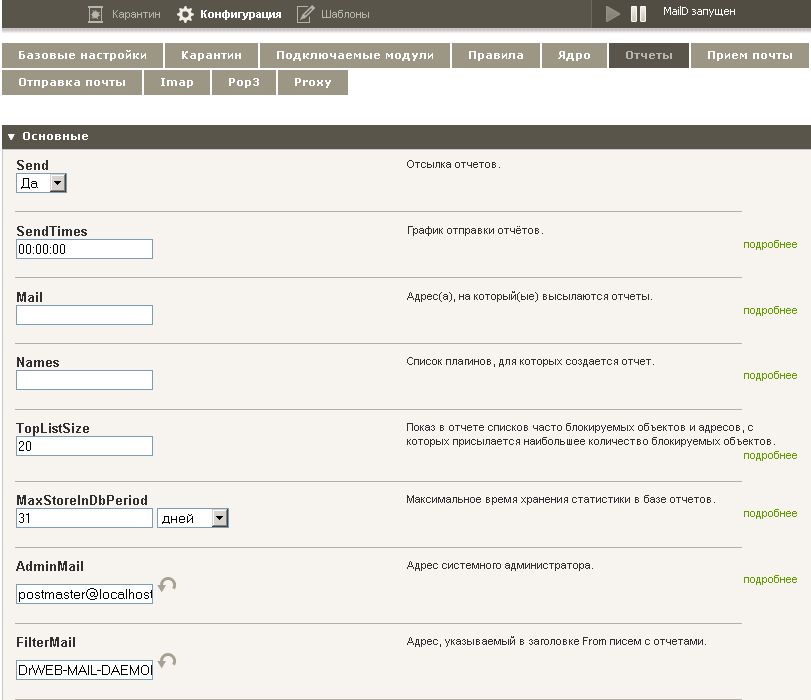 Карантин Конфигурация Шаблоны MailD запущен
Базовые настройки Карантин Подключаемые модули Правила Ядро Отчеты Прием почты
Отправка почты Imap Pop3 Proxy
▼ Основные
Send Отсылка отчетов.
Да
SendTimes График отправки отчётов.
00:00:00 подробнее
Mail Адрес(а), на который(ые) высылаются отчеты.
подробнее
Names Список плагинов, для которых создается отчет.
подробнее
TopListSize Показ в отчете списков часто блокируемых объектов и адресов, с
20 которых присылается наибольшее количество блокируемых объектов.
подробнее
MaxStoreInDbPeriod Максимальное время хранения статистики в базе отчетов.
31 дней подробнее
AdminMail Адрес системного администратора.
подробнее
postmaster@localhost
FilterMail Адрес, указываемый в заголовке From писем с отчетами.
DrWEB-MAIL-DAEMO